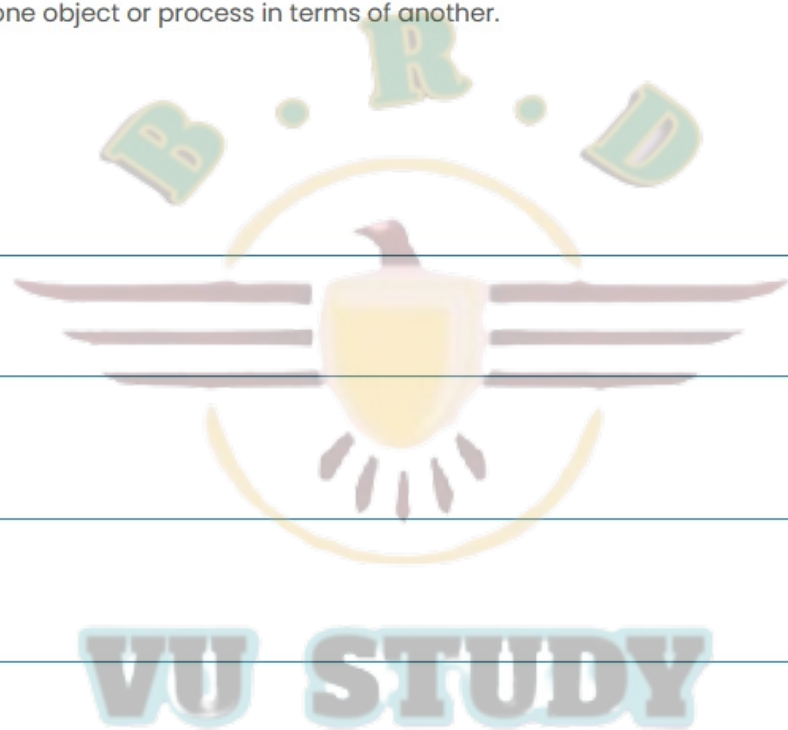 one object or process in terms of another.
B . R . D
VU STUDY